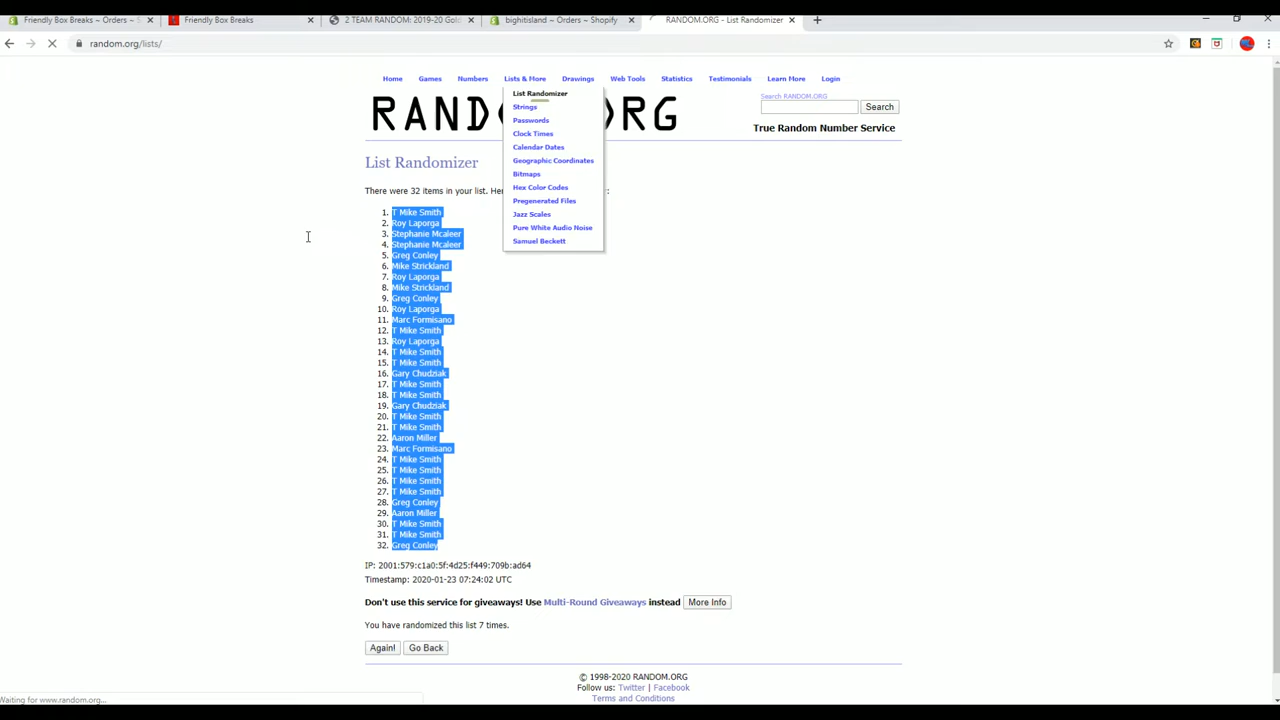 Friendly Box Breaks ~ Orders ~ S
Friendly Box Breaks
2 TEAM RANDOM: 2019-20 Gol
bighitisland ~ Orders ~ Shopify
RANDOM.ORG - List Randomizer
random.org/lists/
Home Games Numbers Lists & More Drawings Web Tools Statistics Testimonials Learn More Login
List Randomizer
Strings
Passwords
Clock Times
Calendar Dates
Geographic Coordinates
Bitmaps
Hex Color Codes
Pregenerated Files
Jazz Scales
Pure White Audio Noise
Samuel Beckett
Search RANDOM.ORG
Search
True Random Number Service
List Randomizer
There were 32 items in your list. Her
1. T Mike Smith
2. Roy Laporga
3. Stephanie Mcaleer
4. Stephanie Mcaleer
5. Greg Conley
6. Mike Strickland
7. Roy Laporga
8. Mike Strickland
9. Greg Conley
10. Roy Laporga
11. Marc Formisano
12. T Mike Smith
13. Roy Laporga
14. T Mike Smith
15. T Mike Smith
16. Gary Chudziak
17. T Mike Smith
18. T Mike Smith
19. Gary Chudziak
20. T Mike Smith
21. T Mike Smith
22. Aaron Miller
23. Marc Formisano
24. T Mike Smith
25. T Mike Smith
26. T Mike Smith
27. T Mike Smith
28. Greg Conley
29. Aaron Miller
30. T Mike Smith
31. T Mike Smith
32. Greg Conley
IP: 2001:579:c1a0:5f:4d25:f449:709b:ad64
Timestamp: 2020-01-23 07:24:02 UTC
Don't use this service for giveaways! Use Multi-Round Giveaways instead More Info
You have randomized this list 7 times.
Again! Go Back
© 1998-2020 RANDOM.ORG
Follow us: Twitter | Facebook
Terms and Conditions
Waiting for www.random.org...